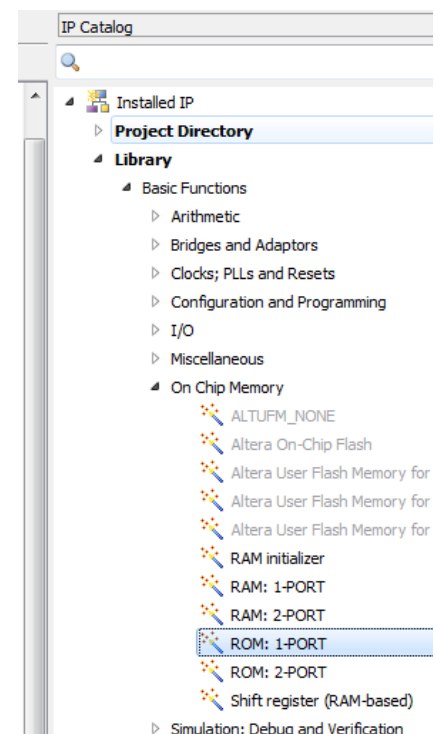 IP Catalog
Installed IP
Project Directory
Library
Basic Functions
Arithmetic
Bridges and Adaptors
Clocks; PLLs and Resets
Configuration and Programming
I/O
Miscellaneous
On Chip Memory
ALTUFM_NONE
Altera On-Chip Flash
Altera User Flash Memory for
Altera User Flash Memory for
Altera User Flash Memory for
RAM initializer
RAM: 1-PORT
RAM: 2-PORT
ROM: 1-PORT
ROM: 2-PORT
Shift register (RAM-based)
Simulation; Debug and Verification